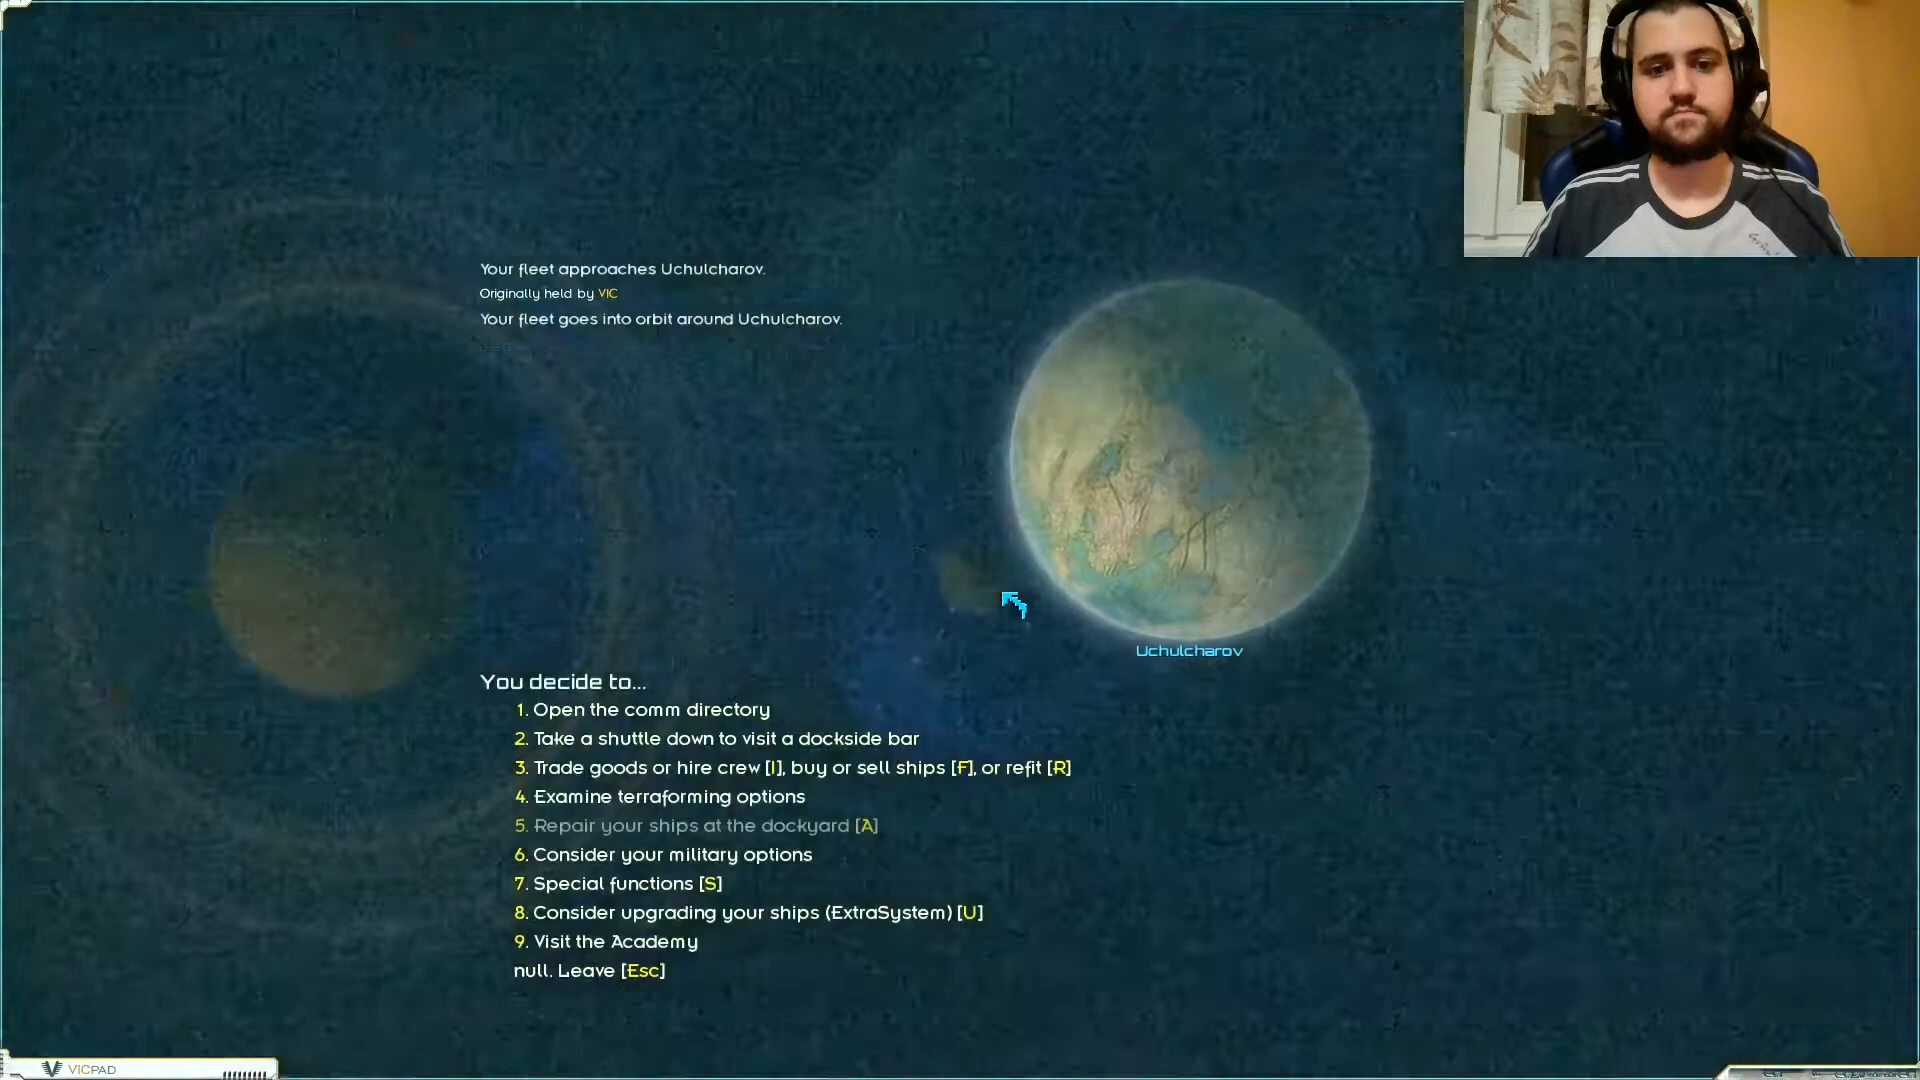 Your fleet approaches Uchulcharov.
Originally held by VIC
Your fleet goes into orbit around Uchulcharov.
Uchulcharov
You decide to...
1. Open the comm directory
2. Take a shuttle down to visit a dockside bar
3. Trade goods or hire crew [I], buy or sell ships [F], or refit [R]
4. Examine terraforming options
5. Repair your ships at the dockyard [A]
6. Consider your military options
7. Special functions [S]
8. Consider upgrading your ships (ExtraSystem) [U]
9. Visit the Academy
null. Leave [Esc]
VICPAD